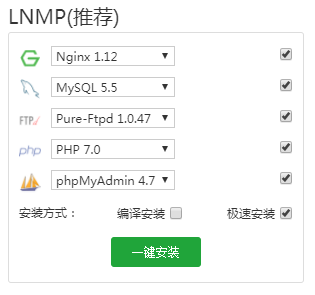 LNMP(推荐)
Nginx 1.12
MySQL 5.5
FTP Pure-Ftpd 1.0.47
php PHP 7.0
phpMyAdmin 4.7
安装方式： 编译安装 极速安装
一键安装